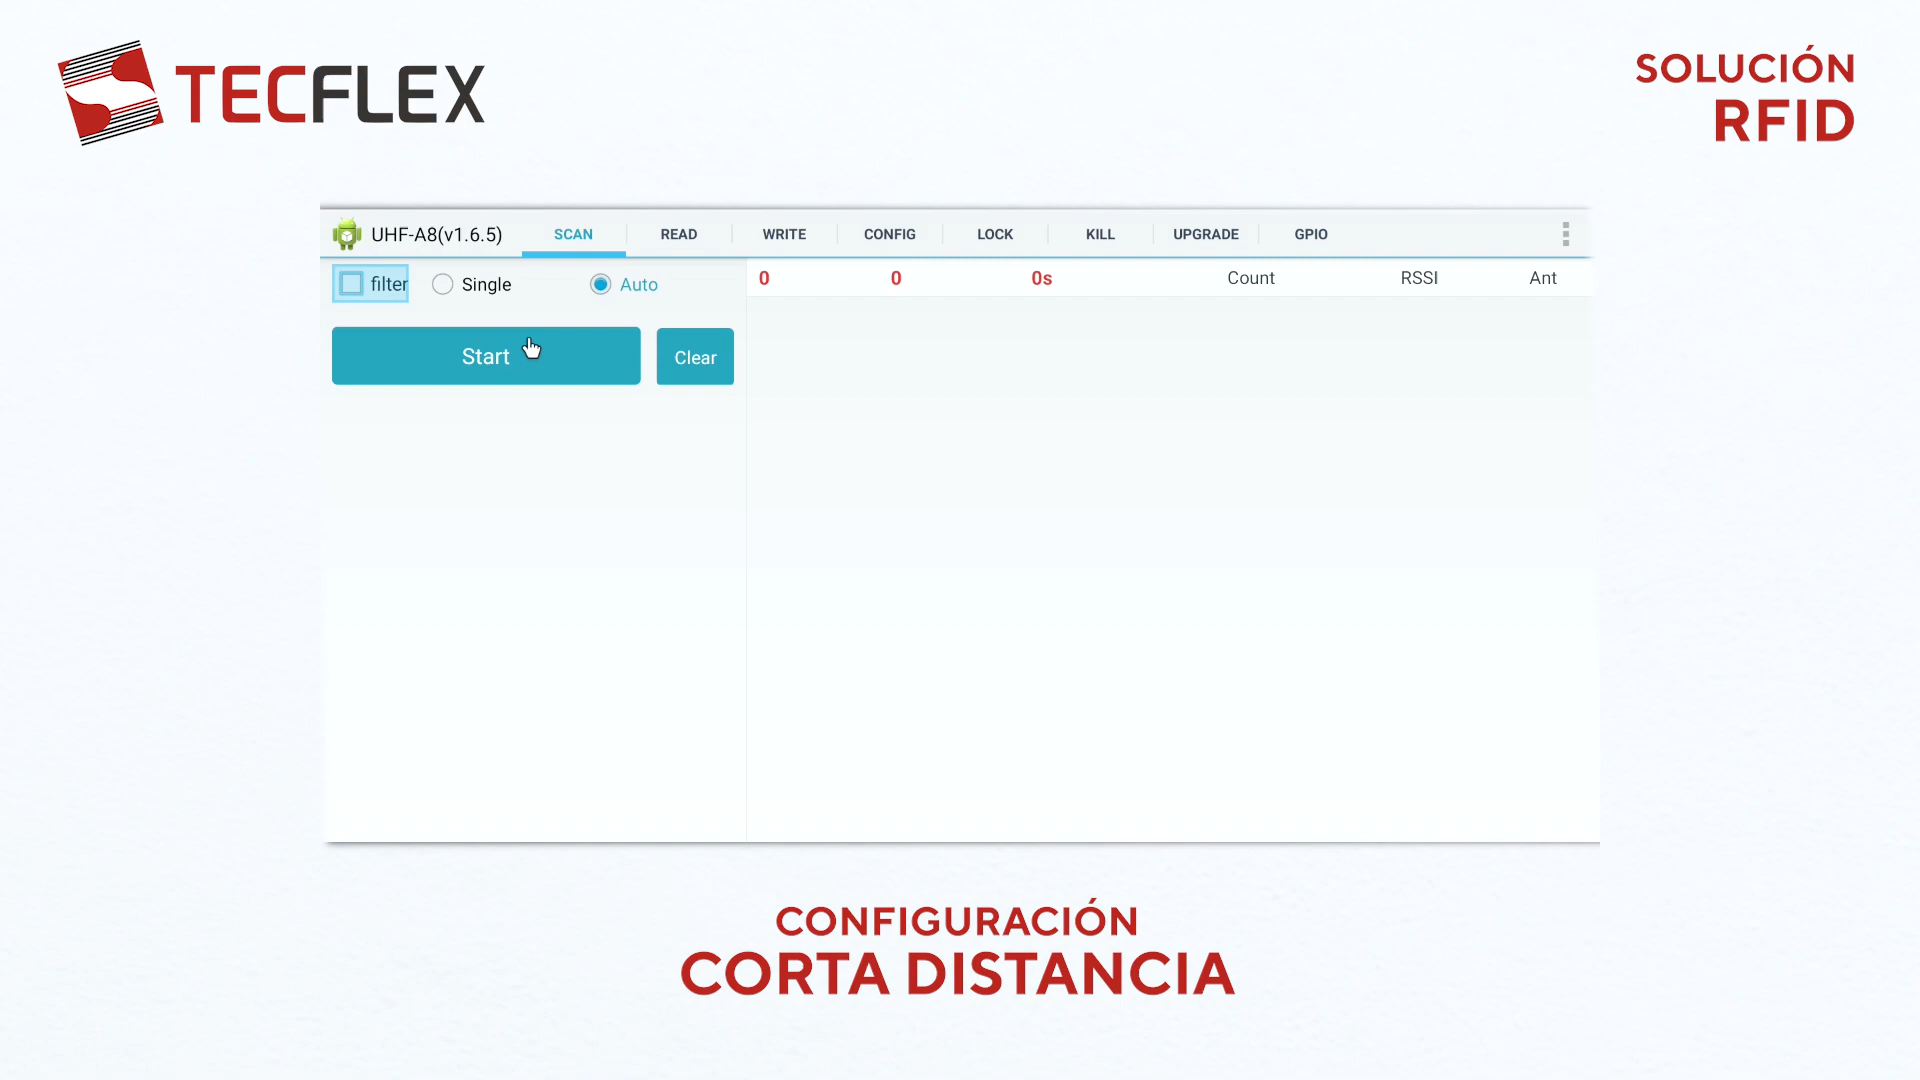 TECFLEX
SOLUCIÓN
RFID
UHF-A8(v1.6.5) SCAN READ WRITE CONFIG LOCK KILL UPGRADE GPIO
filter Single Auto
0 0 0s Count RSSI Ant
Start Clear
CONFIGURACIÓN
CORTA DISTANCIA